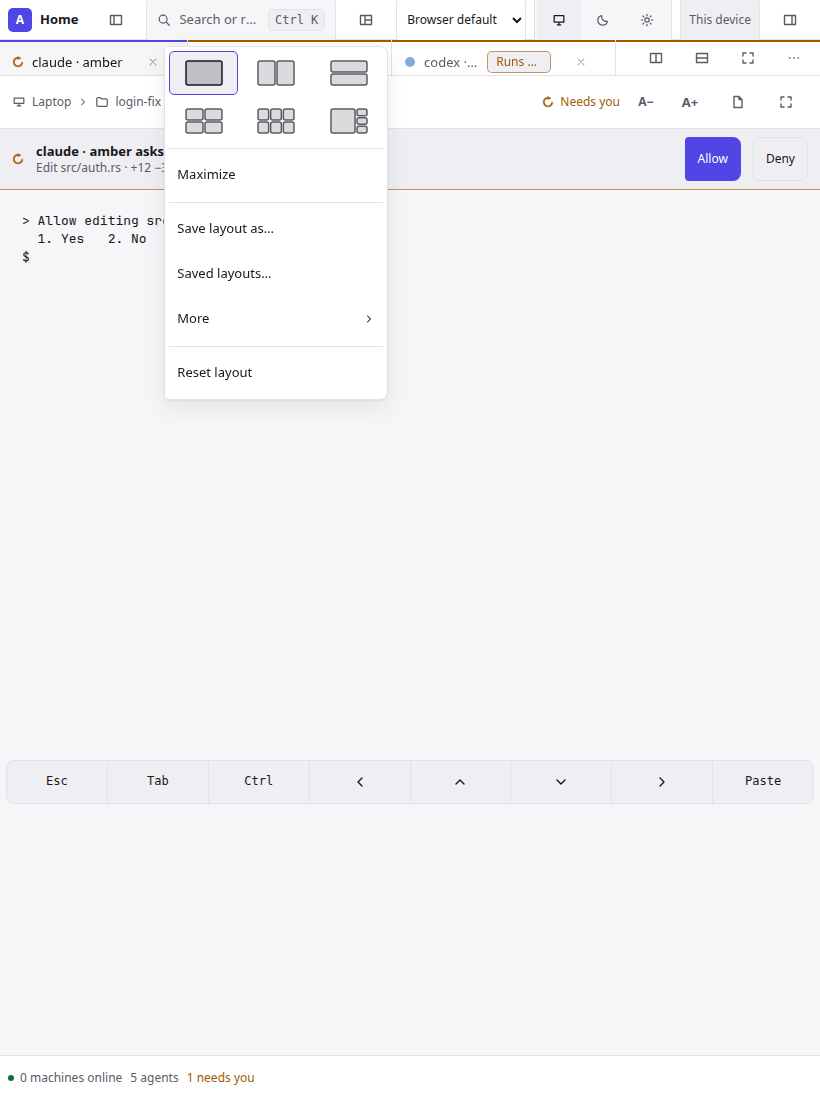 A Home Search or r... Ctrl K Browser default This device
claude · amber codex ·... Runs ...
Laptop login-fix Needs you A− A+
claude · amber asks
Edit src/auth.rs · +12 −
Allow Deny
> Allow editing
1. Yes 2. No
$
Maximize
Save layout as...
Saved layouts...
More
Reset layout
Esc Tab Ctrl Paste
0 machines online 5 agents 1 needs you